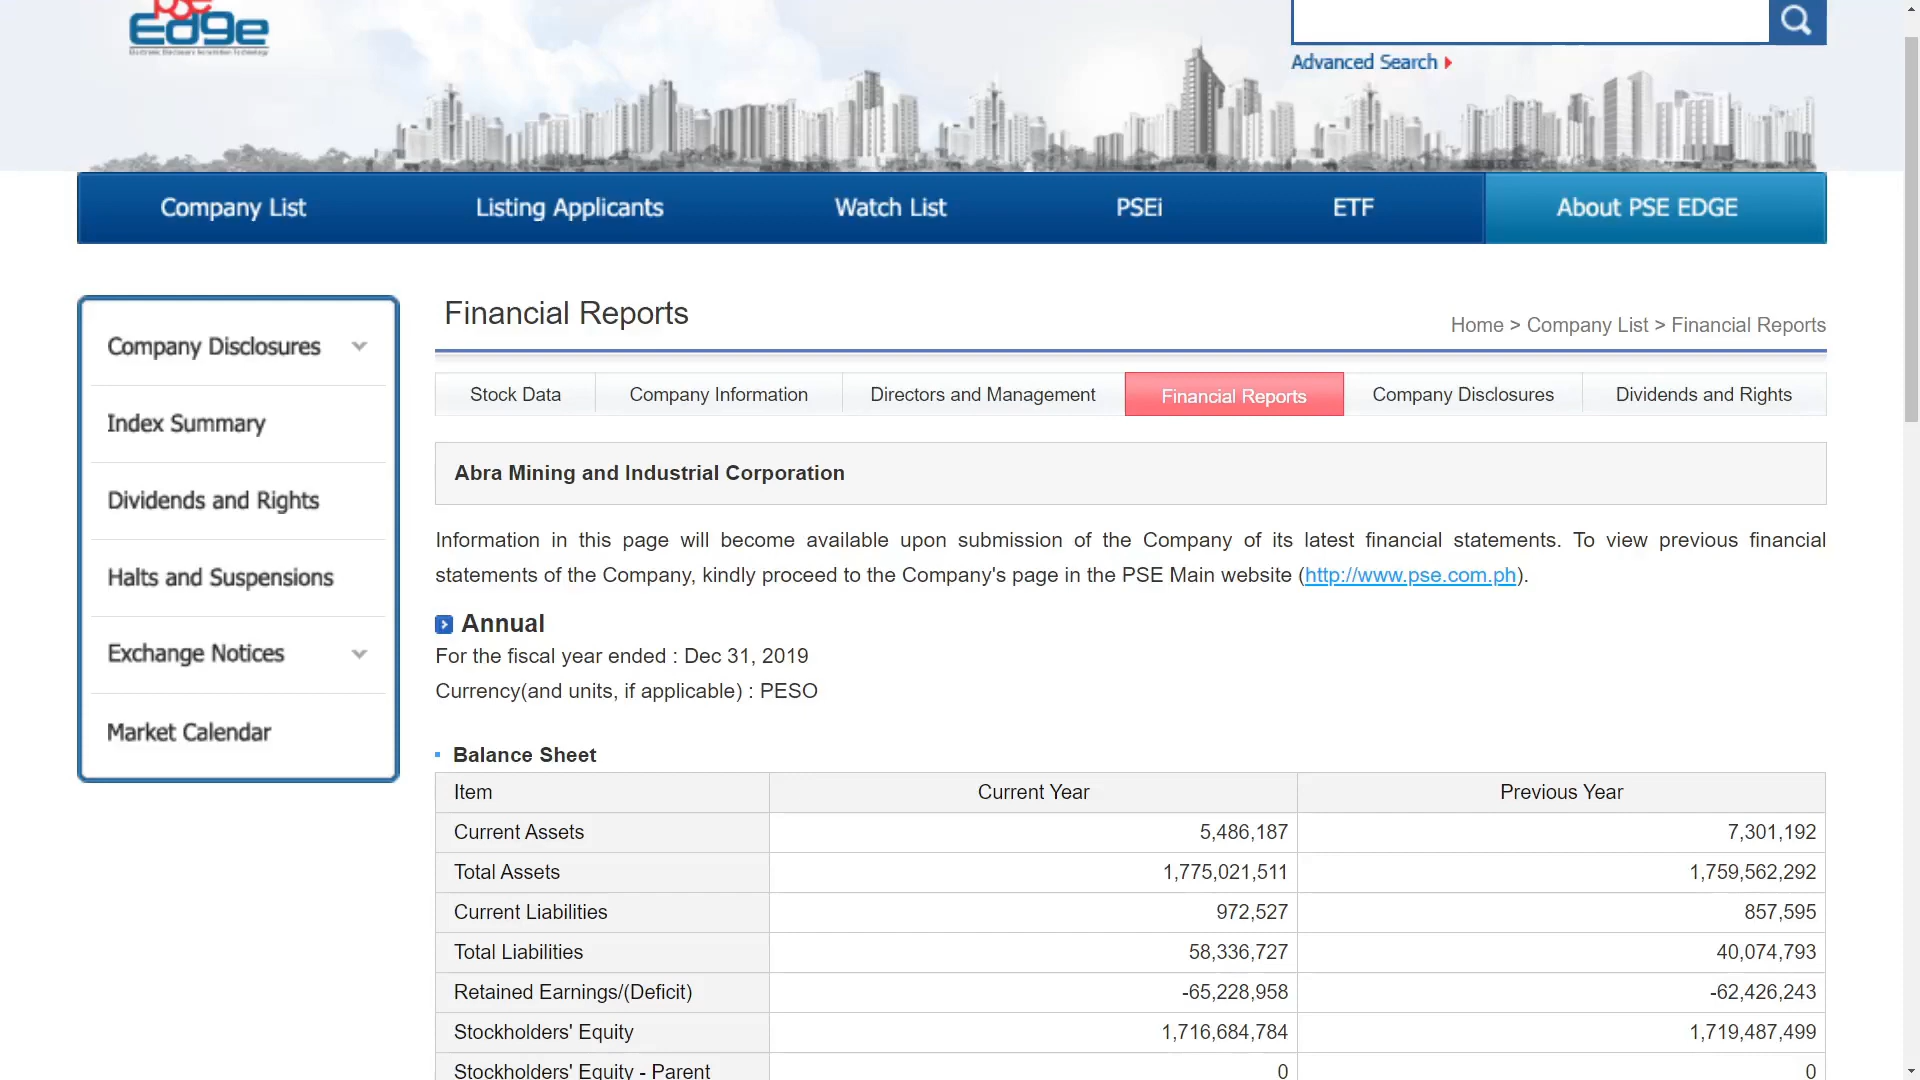 pse
EDGE
Electronic Disclosure Generation Technology
Advanced Search
Company List
Listing Applicants
Watch List
PSEi
ETF
About PSE EDGE
Company Disclosures
Index Summary
Dividends and Rights
Halts and Suspensions
Exchange Notices
Market Calendar
Financial Reports
Home > Company List > Financial Reports
Stock Data
Company Information
Directors and Management
Financial Reports
Company Disclosures
Dividends and Rights
Abra Mining and Industrial Corporation
Information in this page will become available upon submission of the Company of its latest financial statements. To view previous financial
statements of the Company, kindly proceed to the Company's page in the PSE Main website (http://www.pse.com.ph).
Annual
For the fiscal year ended : Dec 31, 2019
Currency(and units, if applicable) : PESO
Balance Sheet
Item Current Year Previous Year
Current Assets 5,486,187 7,301,192
Total Assets 1,775,021,511 1,759,562,292
Current Liabilities 972,527 857,595
Total Liabilities 58,336,727 40,074,793
Retained Earnings/(Deficit) -65,228,958 -62,426,243
Stockholders' Equity 1,716,684,784 1,719,487,499
Stockholders' Equity - Parent 0 0